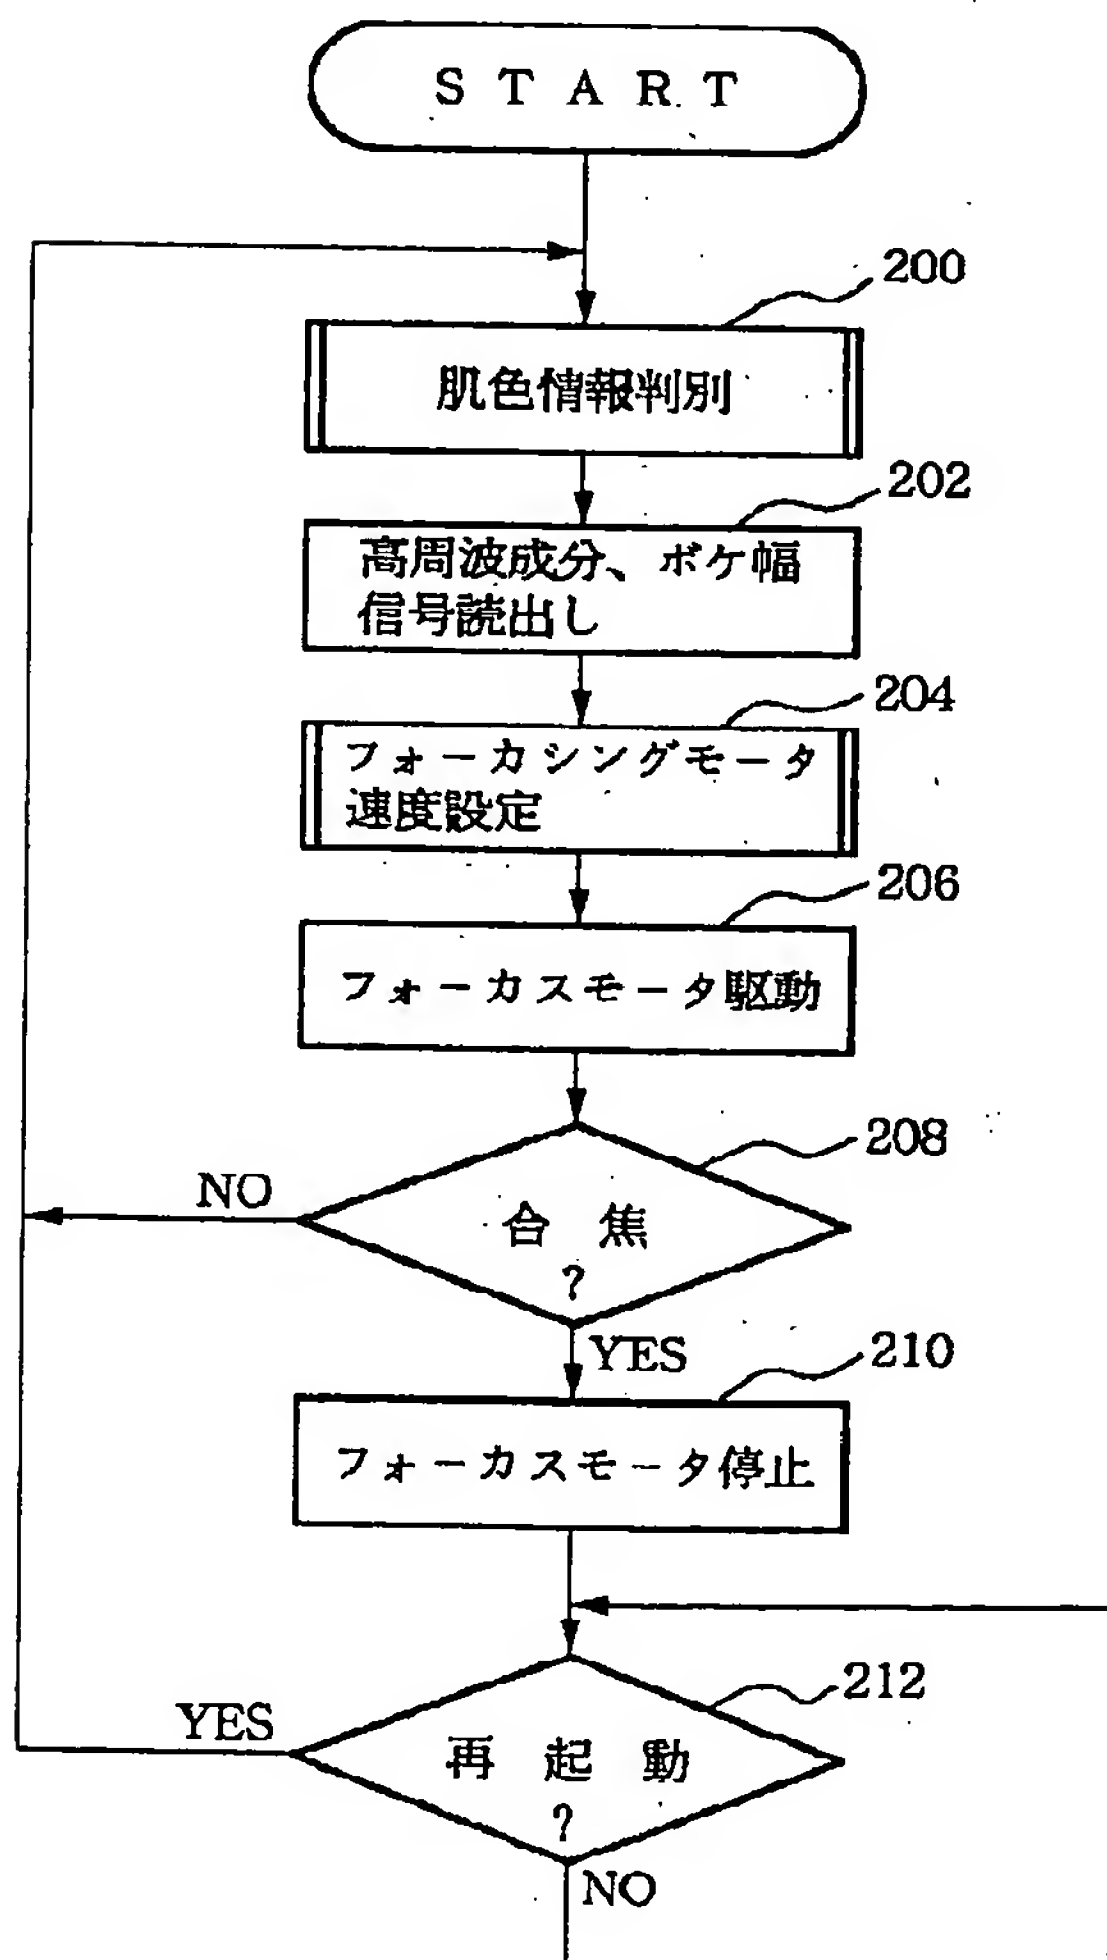 START
200
肌色情報判別
202
高周波成分、ボケ幅
信号読出し
204
フォーカシングモータ
速度設定
206
フォーカスモータ駆動
208
NO
合焦
?
YES
210
フォーカスモータ停止
212
YES
再起動
?
NO